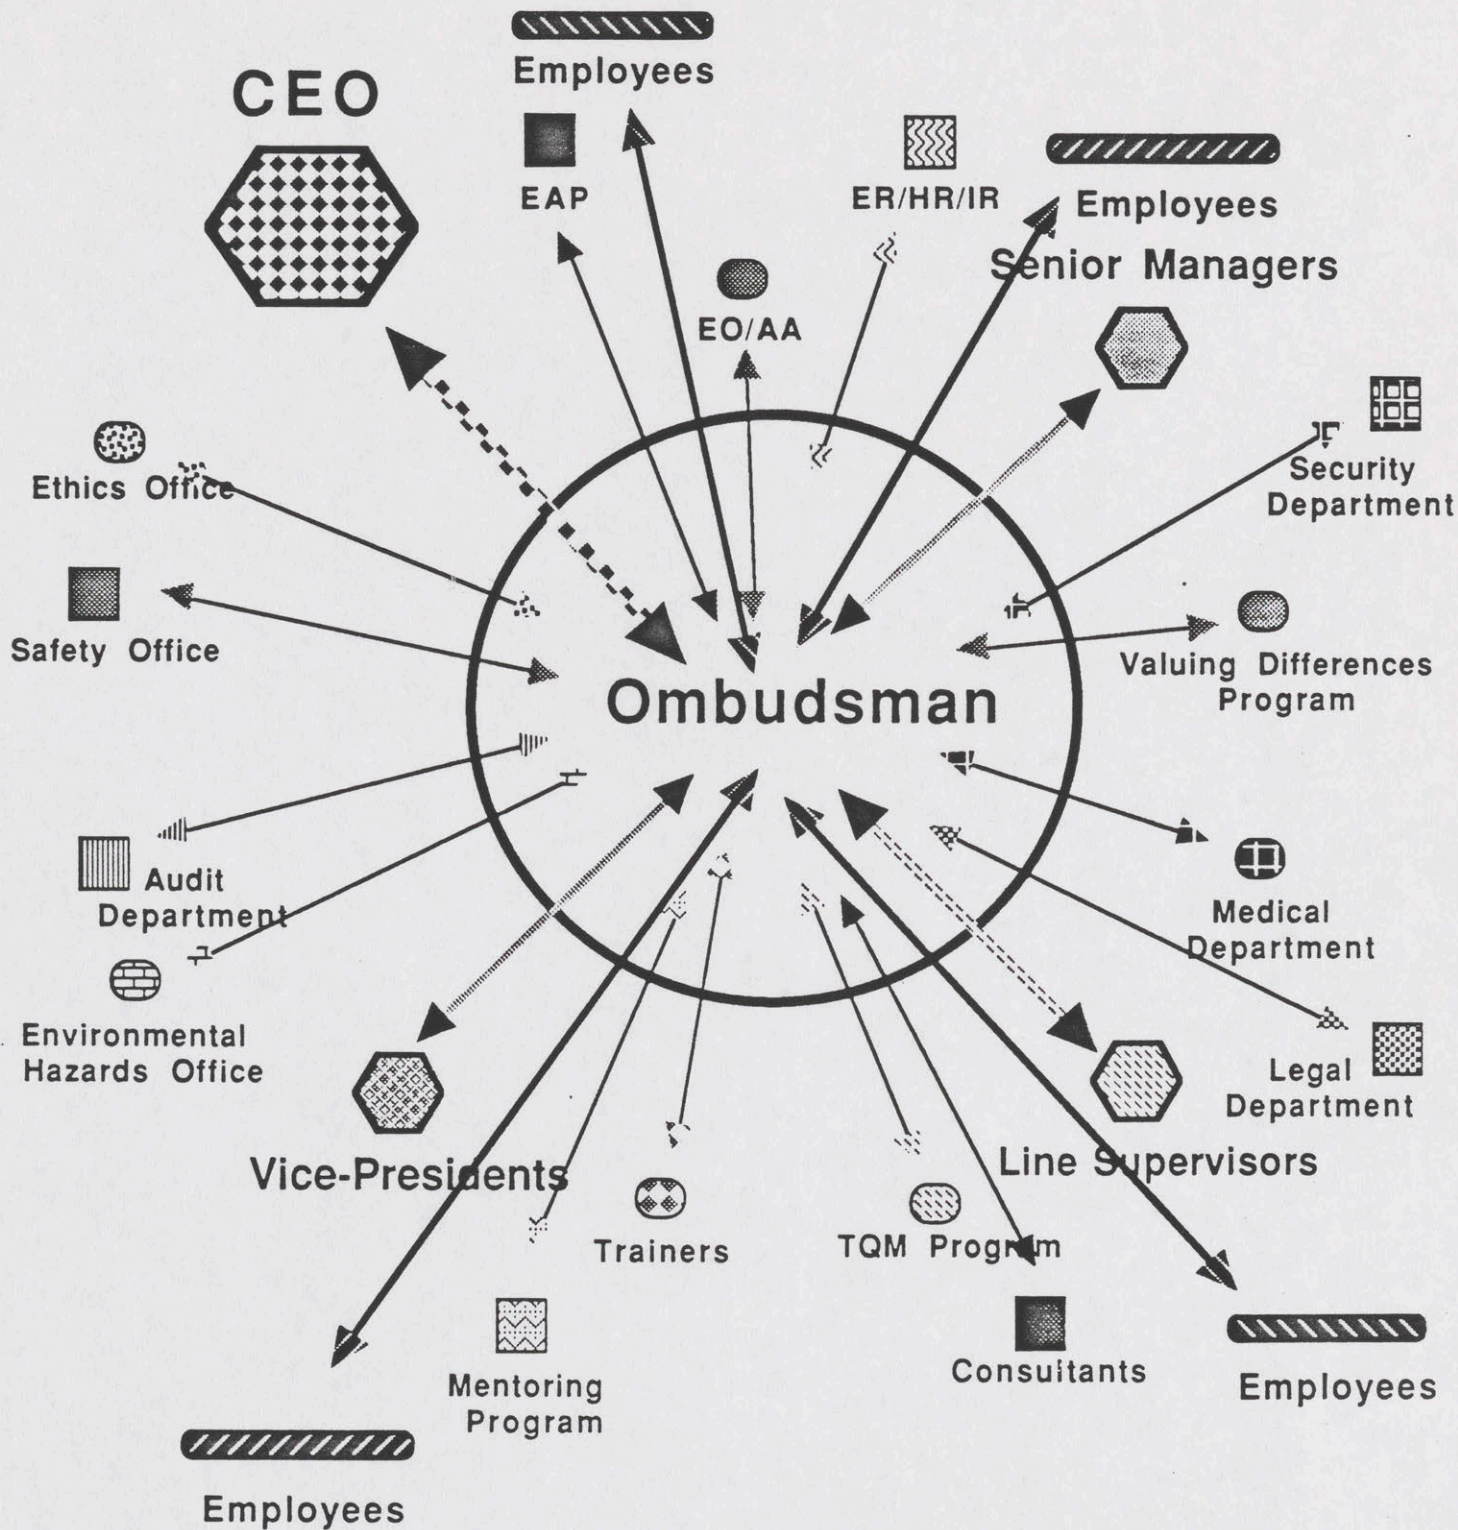 Employees
CEO
EAP
ER/HR/IR
Employees
Senior Managers
EO/AA
Ethics Office
Security
Department
Safety Office
Valuing Differences
Program
Ombudsman
Audit
Department
Medical
Department
Environmental
Hazards Office
Legal
Department
Vice-Presidents
Line Supervisors
Trainers
TQM Program
Mentoring
Program
Consultants
Employees
Employees